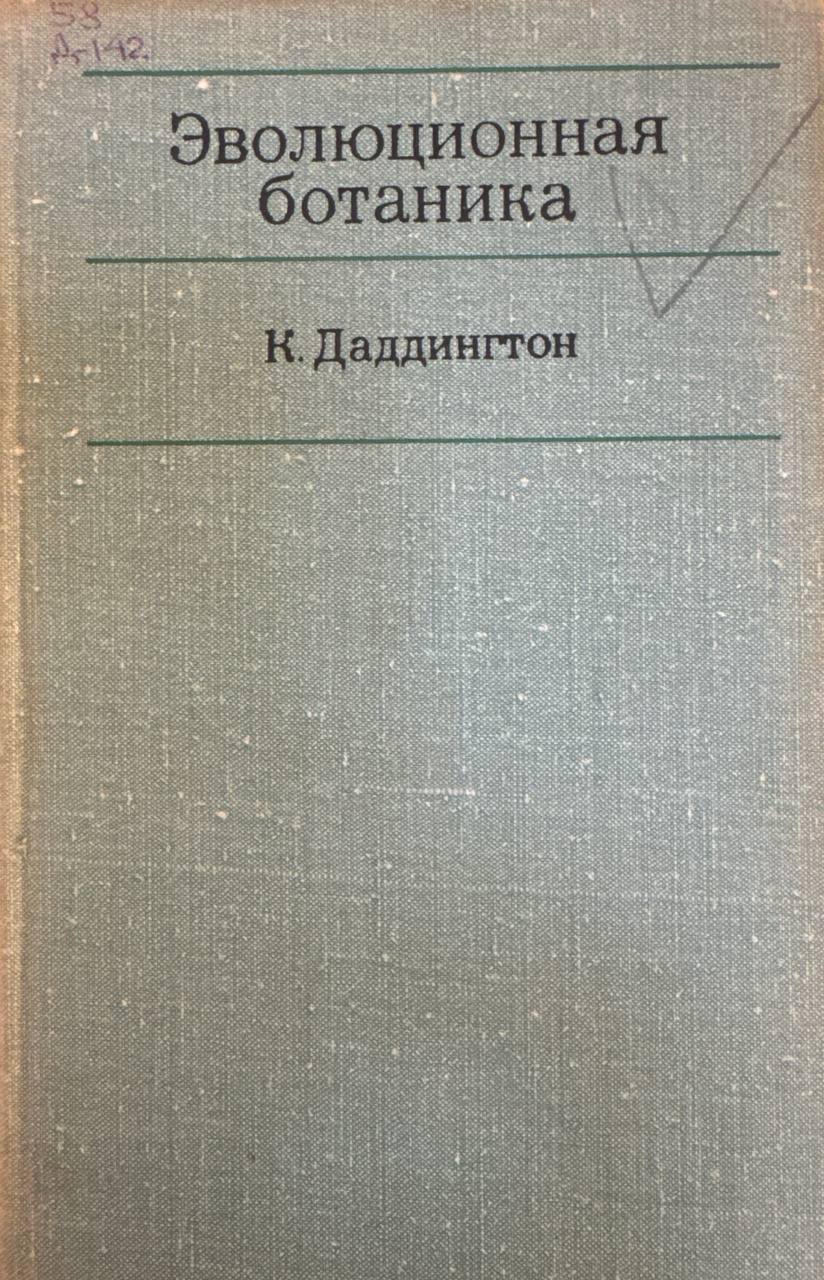 58
Д-142.
Эволюционная
ботаника
К. Даддингтон